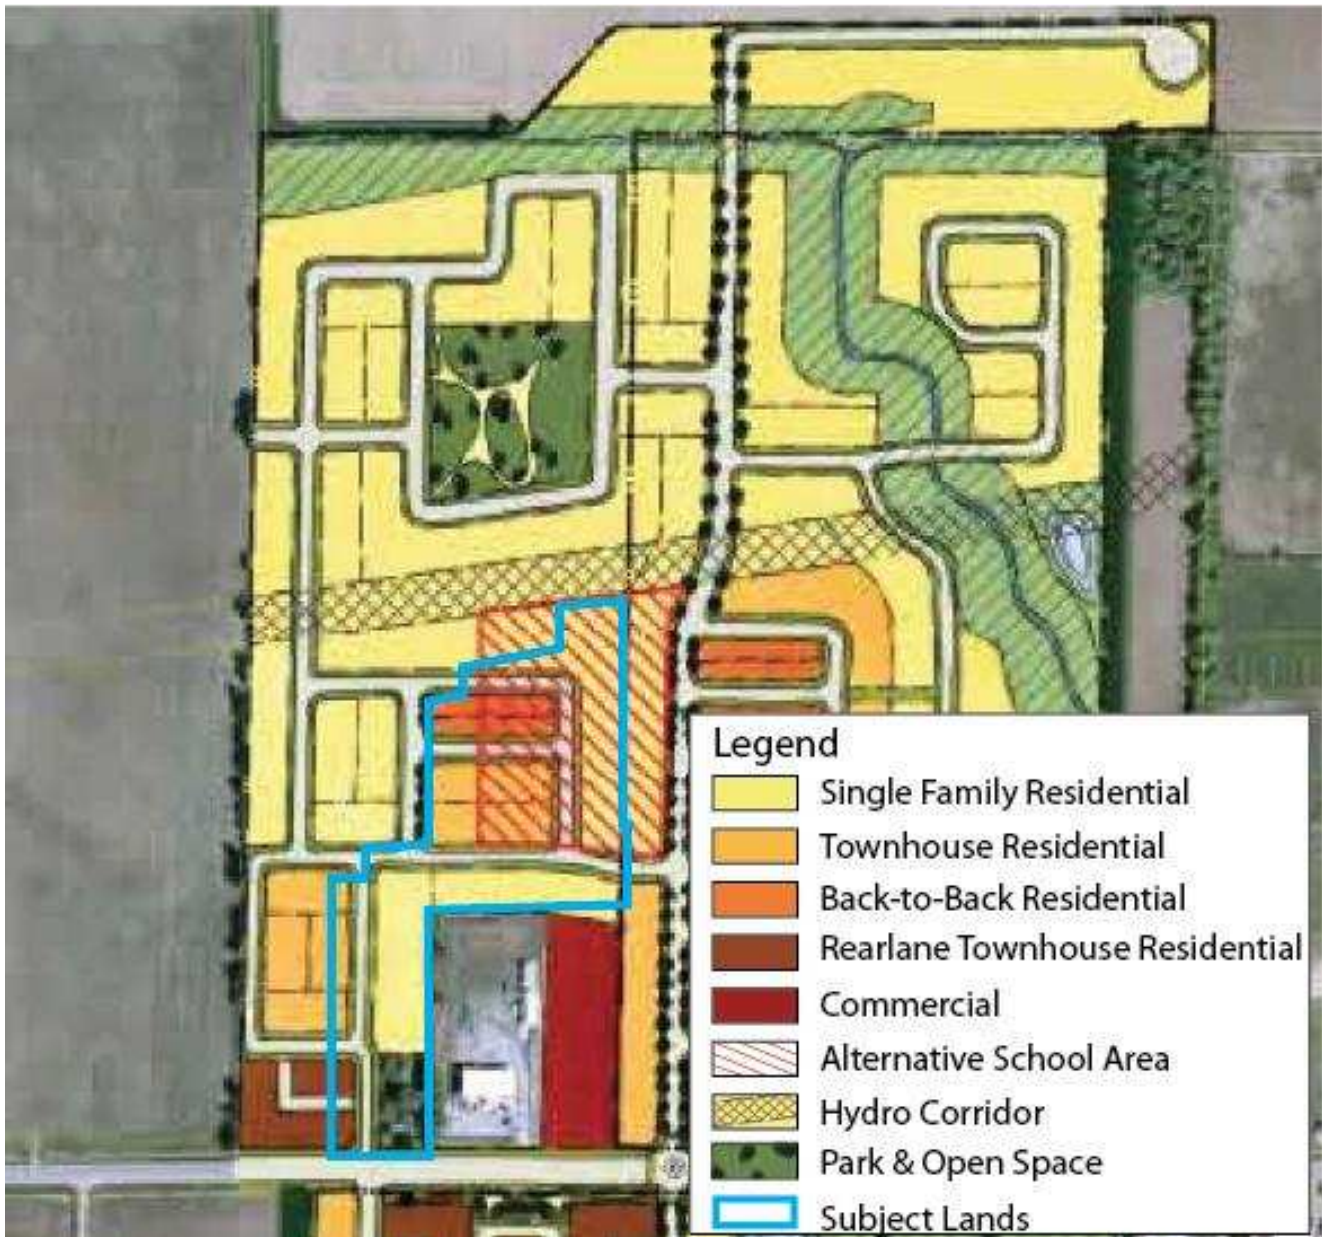 Legend
Single Family Residential
Townhouse Residential
Back-to-Back Residential
Rearlane Townhouse Residential
Commercial
Alternative School Area
Hydro Corridor
Park & Open Space
Subject Lands